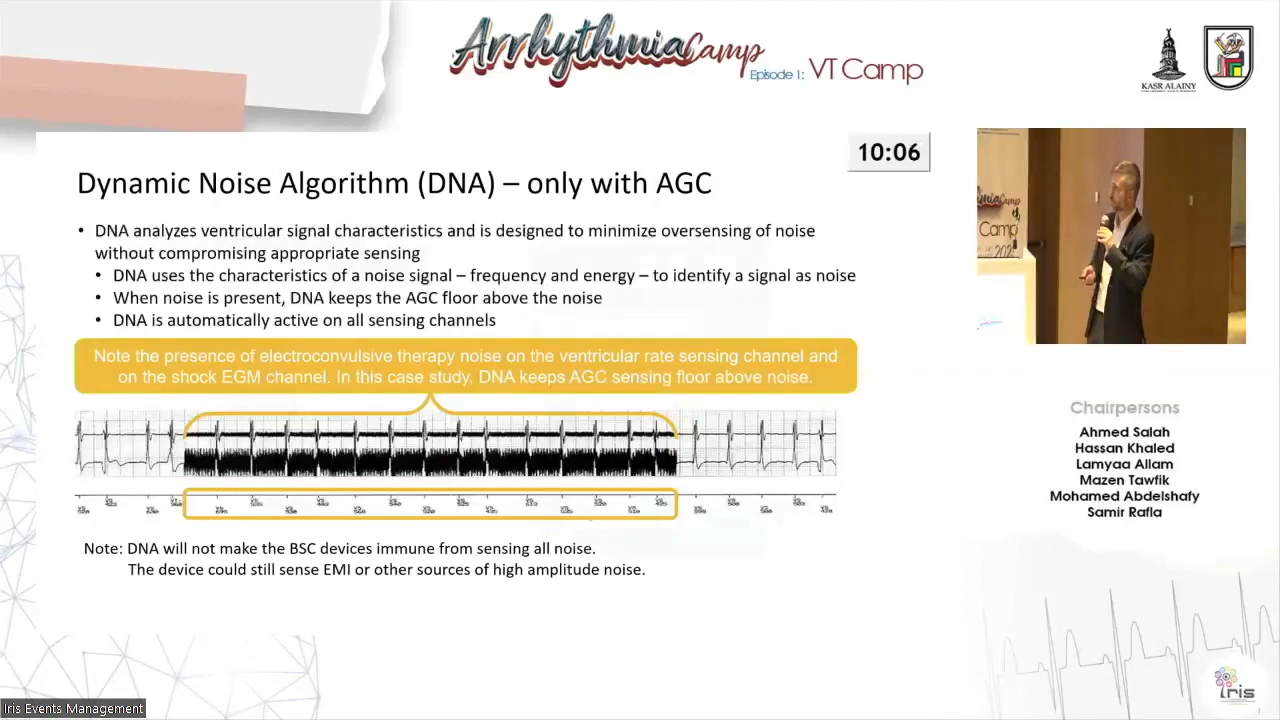 Arrhythmia Camp
Episode 1: VT Camp
KASR ALAINY
10:06
Dynamic Noise Algorithm (DNA) – only with AGC
• DNA analyzes ventricular signal characteristics and is designed to minimize oversensing of noise
without compromising appropriate sensing
• DNA uses the characteristics of a noise signal – frequency and energy – to identify a signal as noise
• When noise is present, DNA keeps the AGC floor above the noise
• DNA is automatically active on all sensing channels
Note the presence of electroconvulsive therapy noise on the ventricular rate sensing channel and
on the shock EGM channel. In this case study, DNA keeps AGC sensing floor above noise.
Note: DNA will not make the BSC devices immune from sensing all noise.
The device could still sense EMI or other sources of high amplitude noise.
Chairpersons
Ahmed Salah
Hassan Khaled
Lamyaa Allam
Mazen Tawfik
Mohamed Abdelshafy
Samir Rafla
iris
Iris Events Management